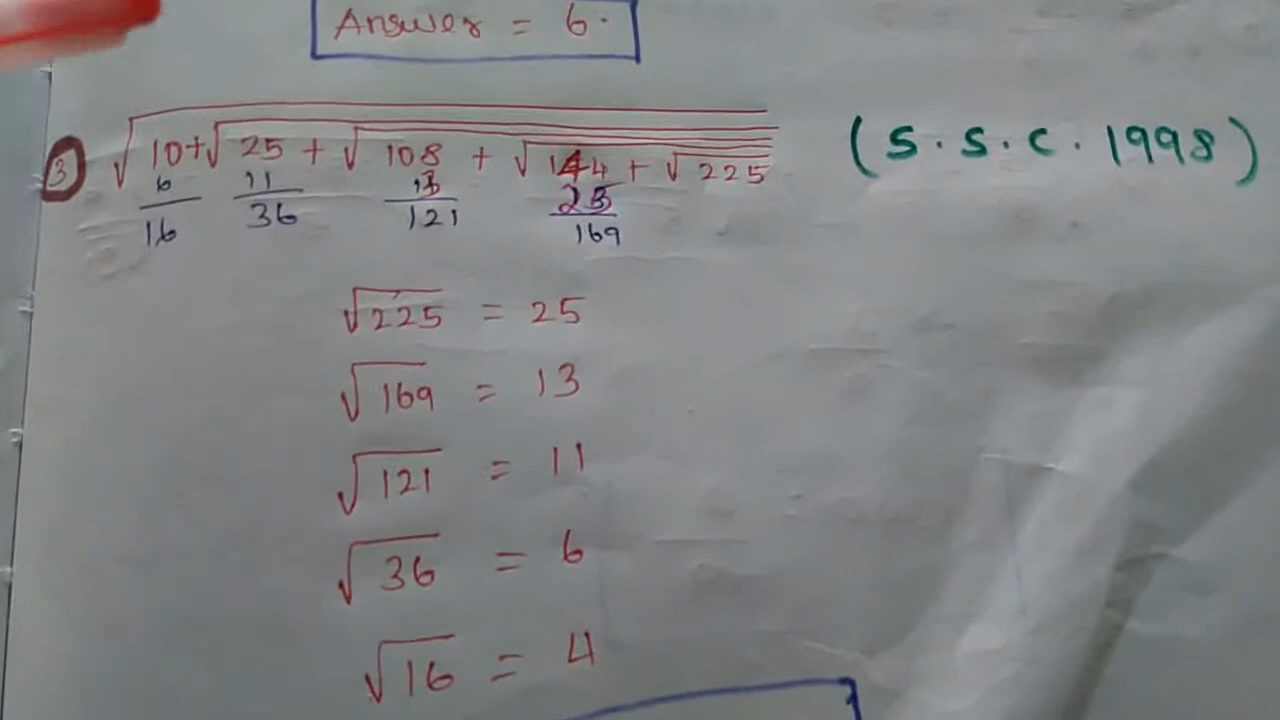 Answer = 6.
③ √10+√25 + √108 + √144 + √225 (S.S.C. 1998)
6 11 13 25
16 36 121 169
√225 = 25
√169 = 13
√121 = 11
√36 = 6
√16 = 4